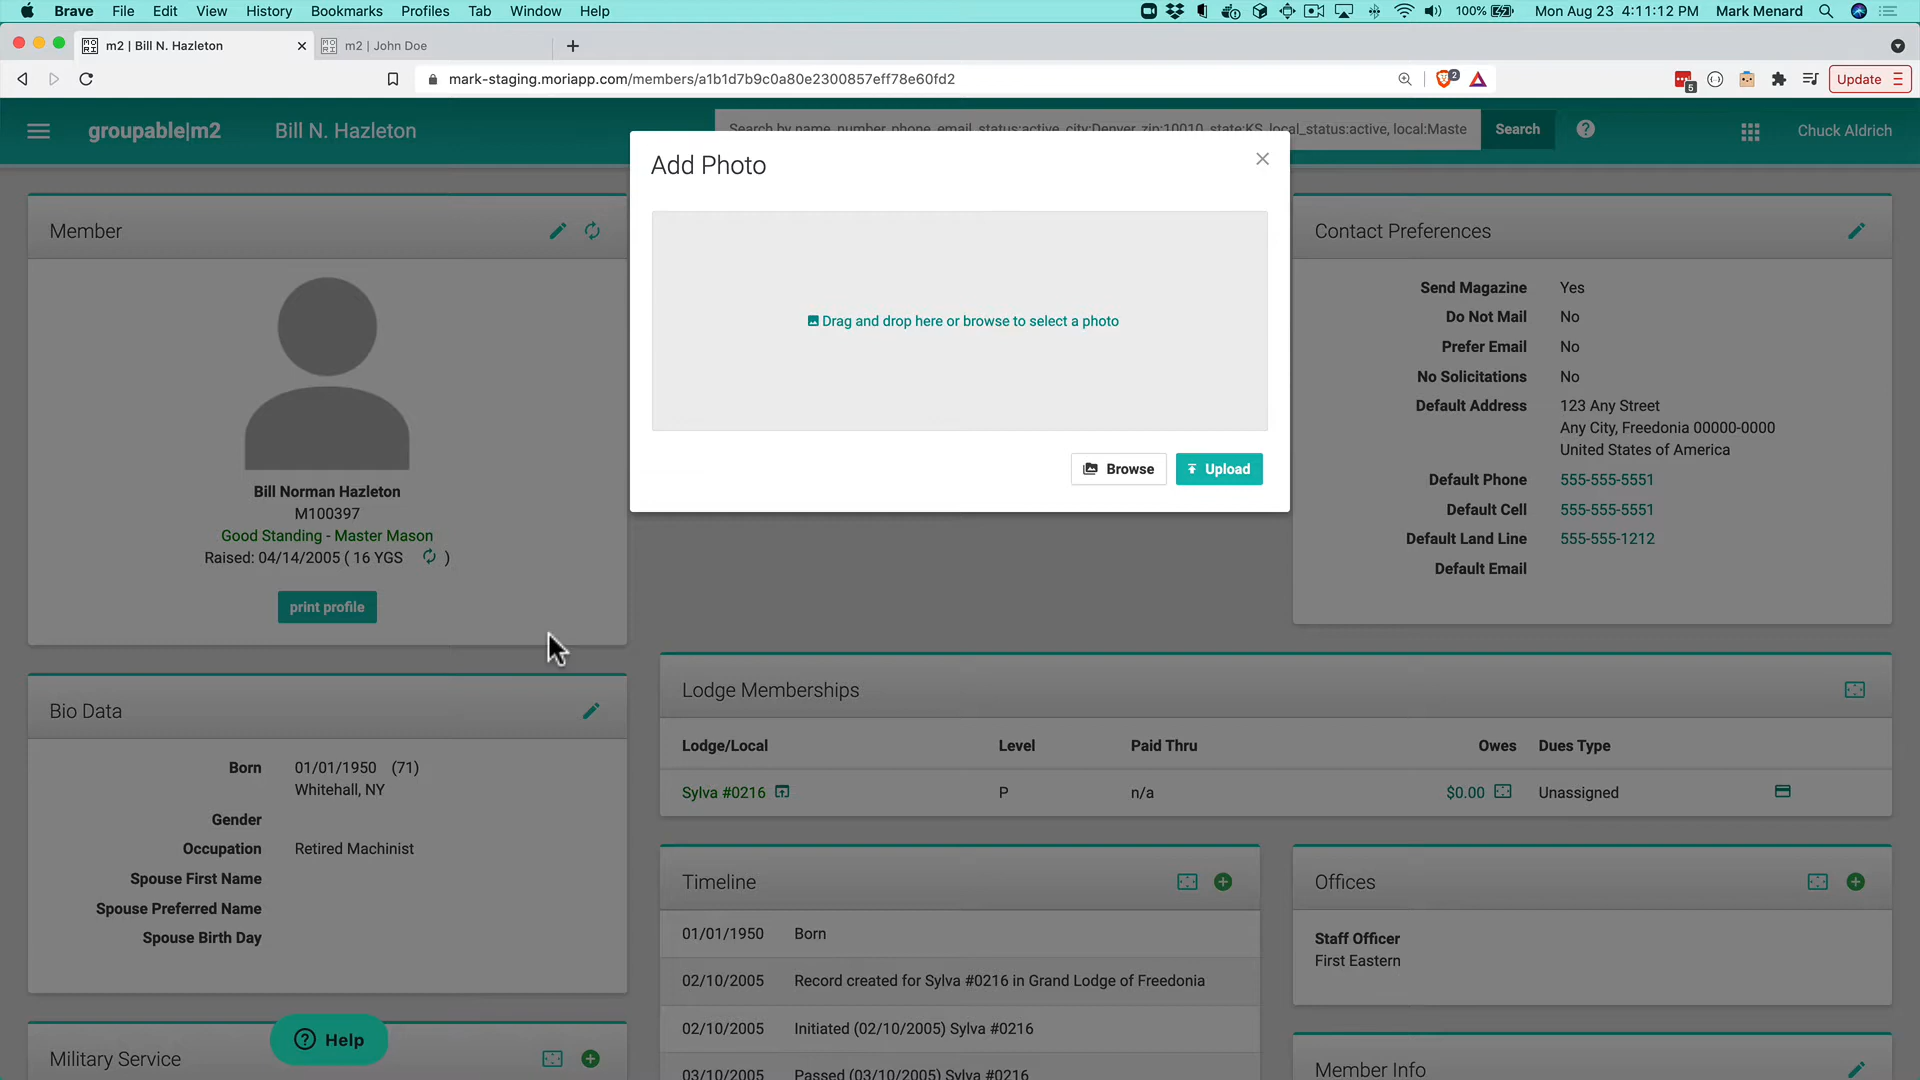 Brave File Edit View History Bookmarks Profiles Tab Window Help 100% Mon Aug 23 4:11:12 PM Mark Menard
m2 | Bill N. Hazleton m2 | John Doe
mark-staging.moriapp.com/members/a1b1d7b9c0a80e2300857eff78e60fd2 2 5 Update
groupable|m2 Bill N. Hazleton Search by name, number, phone, email, status:active, city:Denver, zip:10010, state:KS, local_status:active, local:Maste Search Chuck Aldrich
Add Photo
Drag and drop here or browse to select a photo
Browse Upload
Member
Bill Norman Hazleton
M100397
Good Standing - Master Mason
Raised: 04/14/2005 ( 16 YGS )
print profile
Contact Preferences
Send Magazine Yes
Do Not Mail No
Prefer Email No
No Solicitations No
Default Address 123 Any Street
Any City, Freedonia 00000-0000
United States of America
Default Phone 555-555-5551
Default Cell 555-555-5551
Default Land Line 555-555-1212
Default Email
Bio Data
Born 01/01/1950 (71)
Whitehall, NY
Gender
Occupation Retired Machinist
Spouse First Name
Spouse Preferred Name
Spouse Birth Day
Lodge Memberships
Lodge/Local Level Paid Thru Owes Dues Type
Sylva #0216 P n/a $0.00 Unassigned
Timeline
01/01/1950 Born
02/10/2005 Record created for Sylva #0216 in Grand Lodge of Freedonia
02/10/2005 Initiated (02/10/2005) Sylva #0216
03/10/2005 Passed (03/10/2005) Sylva #0216
Offices
Staff Officer
First Eastern
Military Service
Help
Member Info